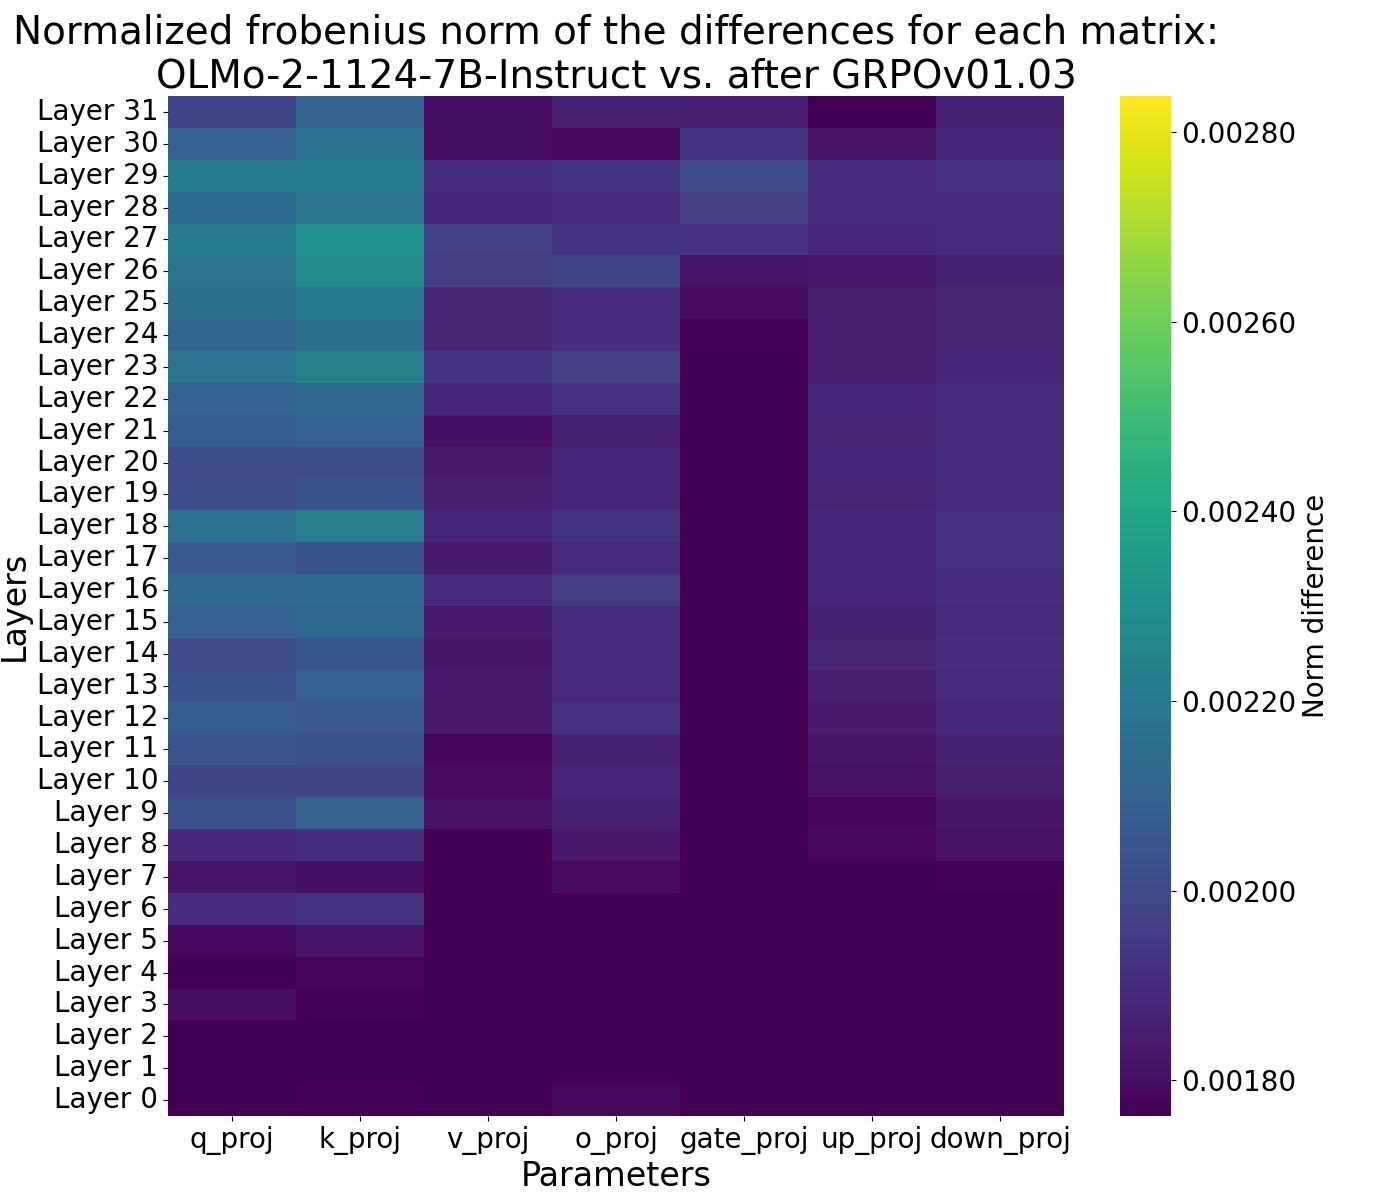 Normalized frobenius norm of the differences for each matrix:
OLMo-2-1124-7B-Instruct vs. after GRPOv01.03
Layers
Layer 31
Layer 30
Layer 29
Layer 28
Layer 27
Layer 26
Layer 25
Layer 24
Layer 23
Layer 22
Layer 21
Layer 20
Layer 19
Layer 18
Layer 17
Layer 16
Layer 15
Layer 14
Layer 13
Layer 12
Layer 11
Layer 10
Layer 9
Layer 8
Layer 7
Layer 6
Layer 5
Layer 4
Layer 3
Layer 2
Layer 1
Layer 0
q_proj k_proj v_proj o_proj gate_proj up_proj down_proj
Parameters
0.00280
0.00260
0.00240
0.00220
0.00200
0.00180
Norm difference